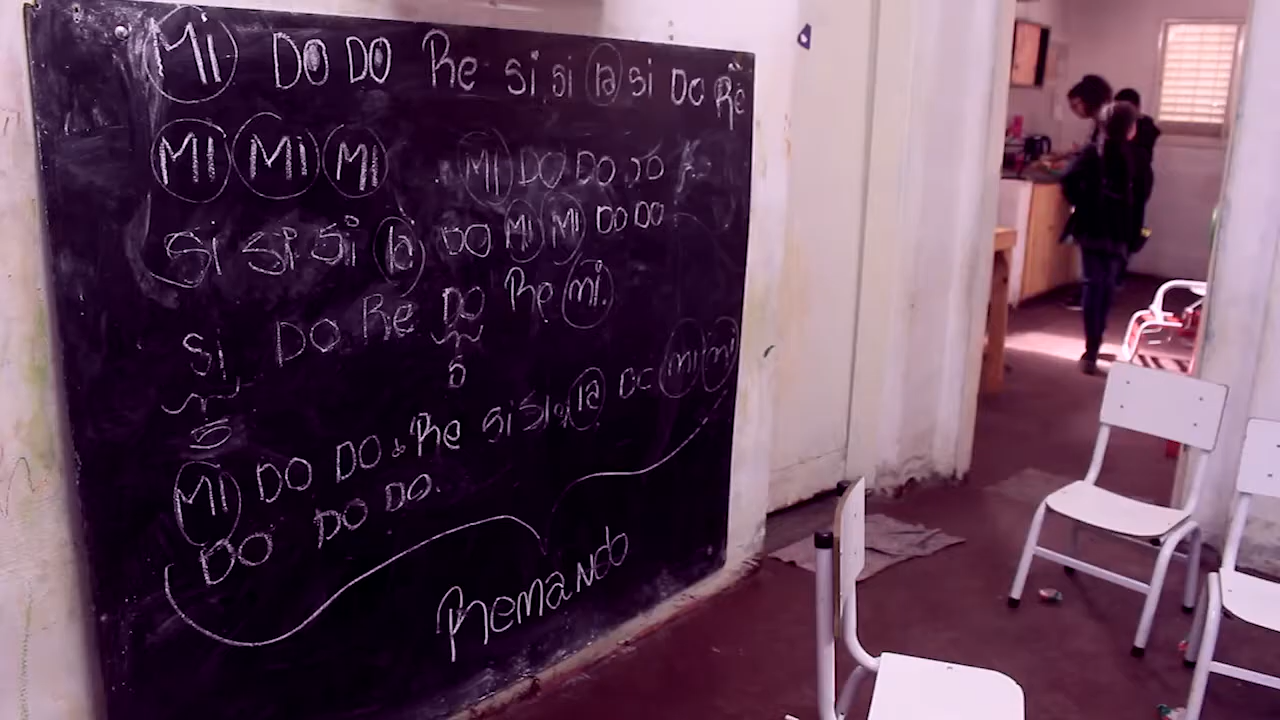 Mi DO DO Re si si la si DO Re
MI Mi MI MI DO DO DO
Si Si Si la DO MI MI DO DO
Si DO Re DO Re mi.
5 5
MI DO DO Re si si la DO mi mi
DO DO DO.
Remando